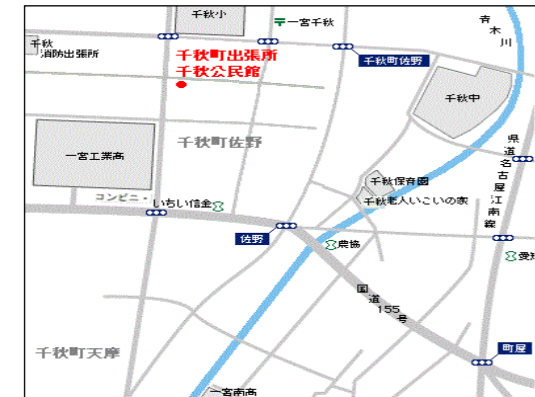 千秋小
〒一宮千秋
青木川
千秋
消防出張所
千秋町出張所
千秋公民館
千秋町佐野
千秋中
千秋町佐野
県道名古屋江南線
一宮工業高
千秋保育園
コンビニ
いちい信金
千秋老人いこいの家
佐野
農協
愛知
国道155号
千秋町天摩
町屋
一宮南高